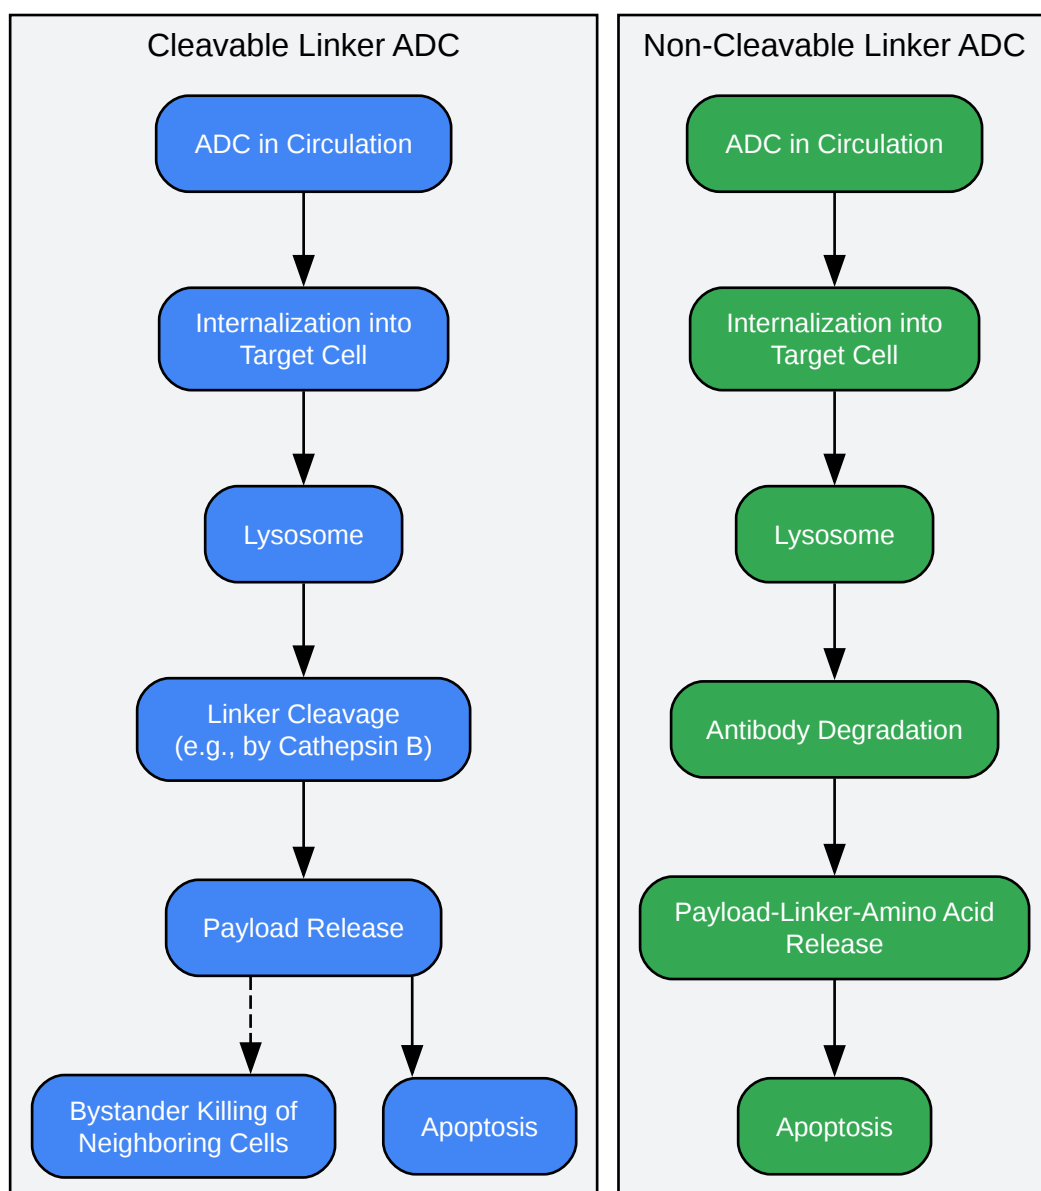 Cleavable Linker ADC
ADC in Circulation
Internalization into
Target Cell
Lysosome
Linker Cleavage
(e.g., by Cathepsin B)
Payload Release
Bystander Killing of
Neighboring Cells
Apoptosis
Non-Cleavable Linker ADC
ADC in Circulation
Internalization into
Target Cell
Lysosome
Antibody Degradation
Payload-Linker-Amino Acid
Release
Apoptosis